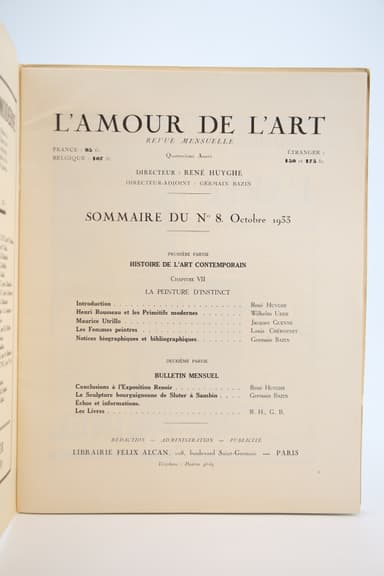 L'AMOUR DE L'ART
REVUE MENSUELLE
FRANCE : 95 fr.
BELGIQUE : 107 fr.
Quatorzième Année
ÉTRANGER :
150 et 175 fr.
DIRECTEUR : RENÉ HUYGHE
DIRECTEUR-ADJOINT : GERMAIN BAZIN
SOMMAIRE DU No 8. Octobre 1933
PREMIÈRE PARTIE
HISTOIRE DE L'ART CONTEMPORAIN
CHAPITRE VII
LA PEINTURE D'INSTINCT
Introduction . . . . . . . . . . . . . . . . . . . . René HUYGHE
Henri Rousseau et les Primitifs modernes . . . . . . . Wilhelm UHDE
Maurice Utrillo . . . . . . . . . . . . . . . . . . . Jacques GUENNE
Les Femmes peintres . . . . . . . . . . . . . . . . . Louis CHÉRONNET
Notices biographiques et bibliographiques . . . . . . . Germain BAZIN
DEUXIÈME PARTIE
BULLETIN MENSUEL
Conclusions à l'Exposition Renoir . . . . . . . . . . René HUYGHE
La Sculpture bourguignonne de Sluter à Sambin . . . . Germain BAZIN
Échos et informations.
Les Livres . . . . . . . . . . . . . . . . . . . . . R. H., G. B.
RÉDACTION — ADMINISTRATION — PUBLICITÉ
LIBRAIRIE FÉLIX ALCAN, 108, boulevard Saint-Germain — PARIS
Téléphone : Danton